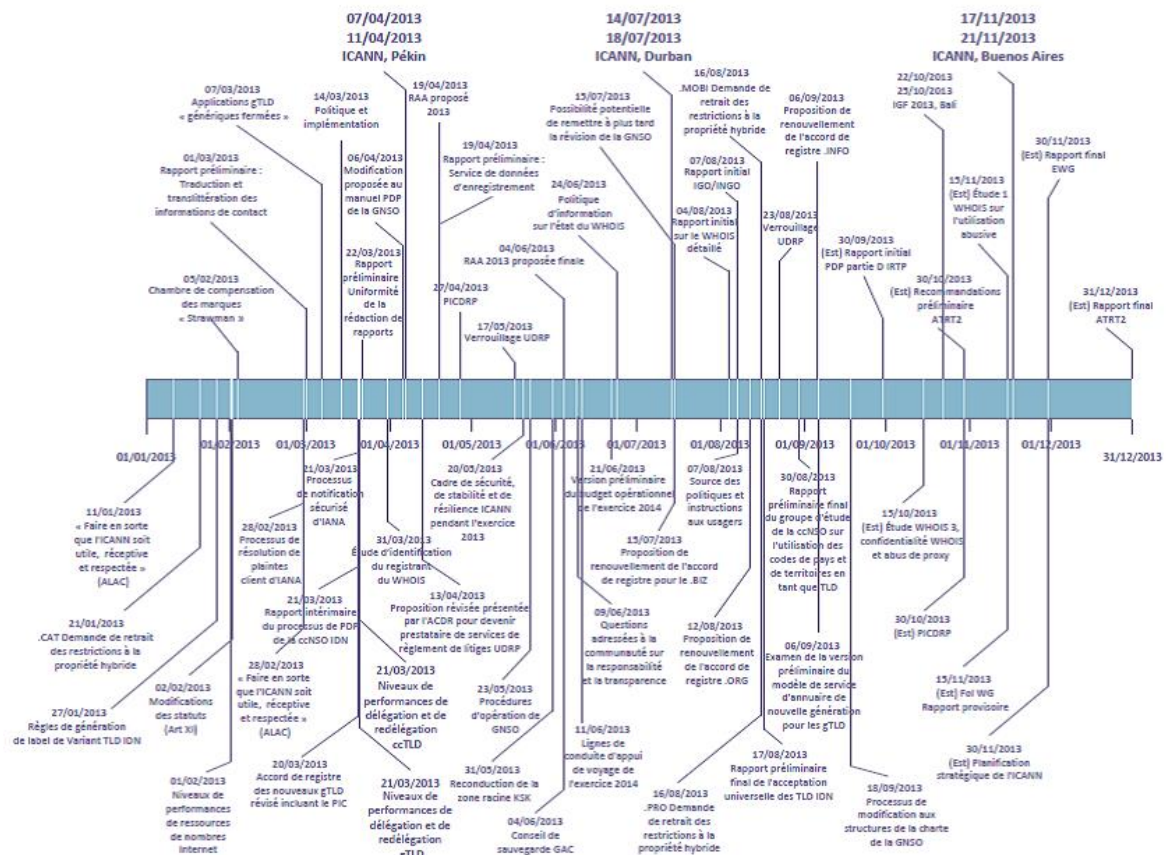 07/04/2013
11/04/2013
ICANN, Pékin
14/07/2013
18/07/2013
ICANN, Durban
17/11/2013
21/11/2013
ICANN, Buenos Aires
07/03/2013
Applications gTLD
« génériques fermées »
14/03/2013
Politique et
implémentation
19/04/2013
RAA proposé
2013
15/07/2013
Possibilité potentielle
de remettre à plus tard
la révision de la GNSO
16/08/2013
.MOBI Demande de
retrait des
restrictions à la
propriété hybride
06/09/2013
Proposition de
renouvellement de
l'accord de
registre .INFO
22/10/2013
25/10/2013
IGF 2013, Bali
30/11/2013
(Est) Rapport final
EWG
01/03/2013
Rapport préliminaire :
Traduction et
translittération des
informations de contact
06/04/2013
Modification
proposée au
manuel PDP
de la GNSO
19/04/2013
Rapport préliminaire :
Service de données
d'enregistrement
24/06/2013
Politique
d'information
sur l'état du WHOIS
07/08/2013
Rapport initial
IGO/INGO
04/08/2013
Rapport initial
sur le WHOIS
détaillé
23/08/2013
Verrouillage
UDRP
15/11/2013
(Est) Étude 1
WHOIS sur
l'utilisation
abusive
05/02/2013
Chambre de compensation
des marques
« Strawman »
22/03/2013
Rapport
préliminaire
Uniformité
de la
rédaction de
rapports
27/04/2013
PICDRP
04/06/2013
RAA 2013 proposée finale
17/05/2013
Verrouillage UDRP
30/09/2013
(Est) Rapport initial
PDP partie D IRTP
30/10/2013
(Est) Recommandations
préliminaire
ATRT2
31/12/2013
(Est) Rapport final
ATRT2
01/01/2013
01/02/2013
01/03/2013
01/04/2013
01/05/2013
01/06/2013
01/07/2013
01/08/2013
01/09/2013
01/10/2013
01/11/2013
01/12/2013
31/12/2013
11/01/2013
« Faire en sorte
que l'ICANN soit
utile, réceptive
et respectée »
(ALAC)
21/01/2013
.CAT Demande de retrait
des restrictions à la
propriété hybride
27/01/2013
Règles de génération
de label de Variant TLD IDN
02/02/2013
Modifications
des statuts
(Art XI)
01/02/2013
Niveaux de
performances
de ressources
de nombres
Internet
21/03/2013
Processus
de notification
sécurisé
d'IANA
28/02/2013
Processus de
résolution de
plaintes
client d'IANA
21/03/2013
Rapport intérimaire
du processus de PDP
de la ccNSO IDN
28/02/2013
« Faire en sorte
que l'ICANN soit
utile, réceptive
et respectée »
(ALAC)
20/03/2013
Accord de registre
des nouveaux gTLD
révisé incluant le PIC
31/03/2013
Étude d'identification
du registrant
du WHOIS
13/04/2013
Proposition révisée présentée
par l'ACDR pour devenir
prestataire de services de
règlement de litiges UDRP
21/03/2013
Niveaux de
performances de
délégation et de
redélégation
ccTLD
21/03/2013
Niveaux de
performances de
délégation et de
redélégation
gTLD
20/05/2013
Cadre de sécurité,
de stabilité et de
résilience ICANN
pendant l'exercice
2013
23/05/2013
Procédures
d'opération de
GNSO
31/05/2013
Reconduction de la
zone racine KSK
04/06/2013
Conseil de
sauvegarde GAC
21/06/2013
Version préliminaire
du budget opérationnel
de l'exercice 2014
15/07/2013
Proposition de
renouvellement de l'accord
de registre pour le .BIZ
09/06/2013
Questions
adressées à la
communauté sur
la responsabilité
et la transparence
11/06/2013
Lignes de
conduite d'appui
de voyage de
l'exercice 2014
07/08/2013
Source des
politiques et
instructions
aux usagers
12/08/2013
Proposition de
renouvellement
de l'accord de
registre .ORG
16/08/2013
.PRO Demande
de retrait des
restrictions à la
propriété hybride
30/08/2013
Rapport
préliminaire final
du groupe d'étude
de la ccNSO sur
l'utilisation des
codes de pays et
de territoires en
tant que TLD
06/09/2013
Examen de la version
préliminaire du
modèle de service
d'annuaire de
nouvelle génération
pour les gTLD
17/08/2013
Rapport préliminaire
final de l'acceptation
universelle des TLD IDN
18/09/2013
Processus de
modification aux
structures de la charte
de la GNSO
15/10/2013
(Est) Étude WHOIS 3,
confidentialité WHOIS
et abus de proxy
30/10/2013
(Est) PICDRP
15/11/2013
(Est) FoI WG
Rapport provisoire
30/11/2013
(Est) Planification
stratégique de l'ICANN